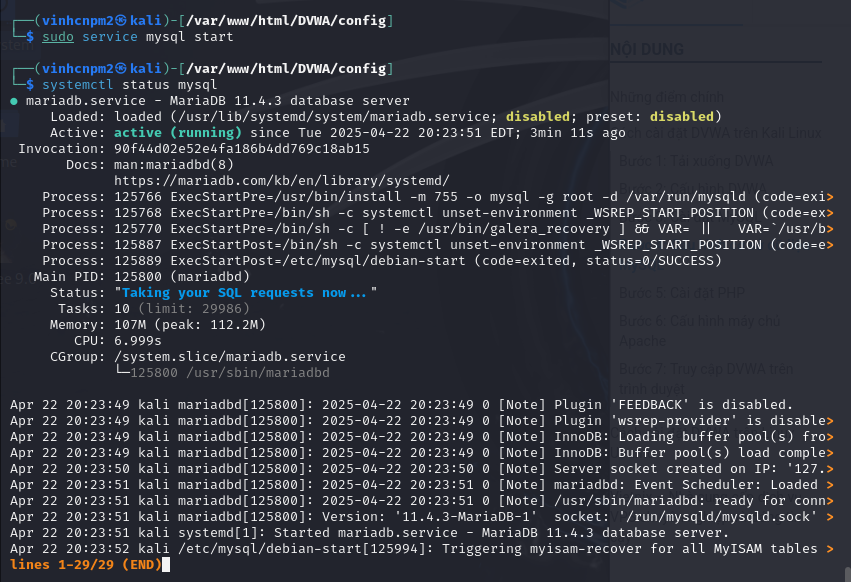 ┌──(vinhcnpm2㉿kali)-[/var/www/html/DVWA/config]
└─$ sudo service mysql start
┌──(vinhcnpm2㉿kali)-[/var/www/html/DVWA/config]
└─$ systemctl status mysql
● mariadb.service - MariaDB 11.4.3 database server
Loaded: loaded (/usr/lib/systemd/system/mariadb.service; disabled; preset: disabled)
Active: active (running) since Tue 2025-04-22 20:23:51 EDT; 3min 11s ago
Invocation: 90f44d02e52e4fa186b4dd769c18ab15
Docs: man:mariadbd(8)
https://mariadb.com/kb/en/library/systemd/
Process: 125766 ExecStartPre=/usr/bin/install -m 755 -o mysql -g root -d /var/run/mysqld (code=exi>
Process: 125768 ExecStartPre=/bin/sh -c systemctl unset-environment _WSREP_START_POSITION (code=ex>
Process: 125770 ExecStartPre=/bin/sh -c [ ! -e /usr/bin/galera_recovery ] && VAR= || VAR=`/usr/b>
Process: 125887 ExecStartPost=/bin/sh -c systemctl unset-environment _WSREP_START_POSITION (code=e>
Process: 125889 ExecStartPost=/etc/mysql/debian-start (code=exited, status=0/SUCCESS)
Main PID: 125800 (mariadbd)
Status: "Taking your SQL requests now..."
Tasks: 10 (limit: 29986)
Memory: 107M (peak: 112.2M)
CPU: 6.999s
CGroup: /system.slice/mariadb.service
└─125800 /usr/sbin/mariadbd
Apr 22 20:23:49 kali mariadbd[125800]: 2025-04-22 20:23:49 0 [Note] Plugin 'FEEDBACK' is disabled.
Apr 22 20:23:49 kali mariadbd[125800]: 2025-04-22 20:23:49 0 [Note] Plugin 'wsrep-provider' is disable>
Apr 22 20:23:49 kali mariadbd[125800]: 2025-04-22 20:23:49 0 [Note] InnoDB: Loading buffer pool(s) fro>
Apr 22 20:23:49 kali mariadbd[125800]: 2025-04-22 20:23:49 0 [Note] InnoDB: Buffer pool(s) load comple>
Apr 22 20:23:50 kali mariadbd[125800]: 2025-04-22 20:23:50 0 [Note] Server socket created on IP: '127.>
Apr 22 20:23:51 kali mariadbd[125800]: 2025-04-22 20:23:51 0 [Note] mariadbd: Event Scheduler: Loaded >
Apr 22 20:23:51 kali mariadbd[125800]: 2025-04-22 20:23:51 0 [Note] /usr/sbin/mariadbd: ready for conn>
Apr 22 20:23:51 kali mariadbd[125800]: Version: '11.4.3-MariaDB-1' socket: '/run/mysqld/mysqld.sock' >
Apr 22 20:23:51 kali systemd[1]: Started mariadb.service - MariaDB 11.4.3 database server.
Apr 22 20:23:52 kali /etc/mysql/debian-start[125994]: Triggering myisam-recover for all MyISAM tables >
lines 1-29/29 (END)
NỘI DUNG
Những điểm chính
cài đặt DVWA trên Kali Linux
Bước 1: Tải xuống DVWA
Bước 5: Cài đặt PHP
Bước 6: Cấu hình máy chủ
Apache
Bước 7: Truy cập DVWA trên
trình duyệt